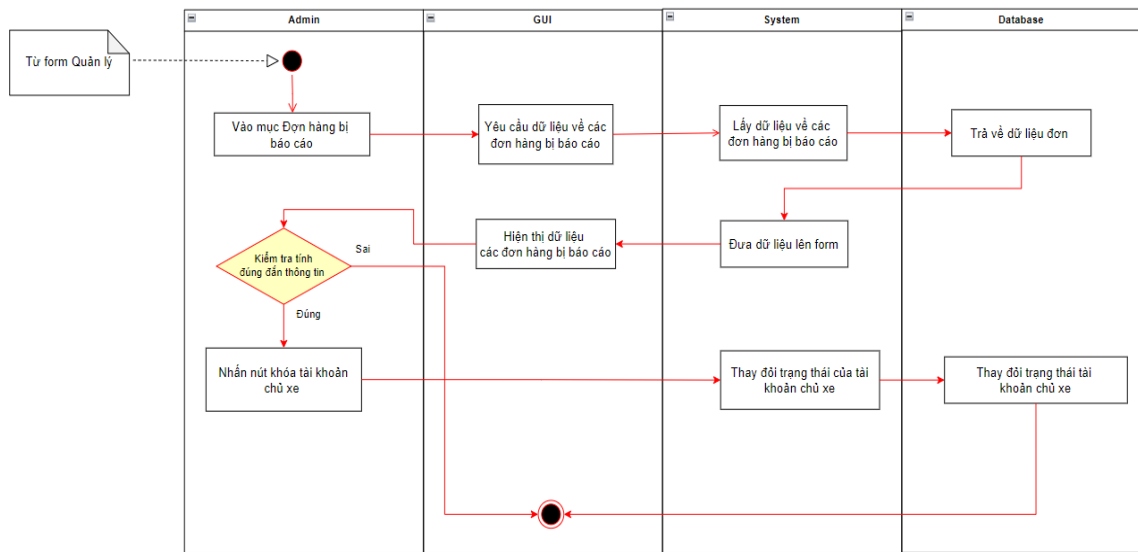 Admin
GUI
System
Database
Từ form Quản lý
Vào mục Đợn hàng bị
báo cáo
Yêu cầu dữ liệu về các
đơn hàng bị báo cáo
Lấy dữ liệu về các
đơn hàng bị báo cáo
Trả về dữ liệu đơn
Đưa dữ liệu lên form
Hiện thị dữ liệu
các đơn hàng bị báo cáo
Kiểm tra tính
đúng đắn thông tin
Sai
Đúng
Nhấn nút khóa tài khoản
chủ xe
Thay đổi trạng thái của tài
khoản chủ xe
Thay đổi trạng thái tài
khoản chủ xe